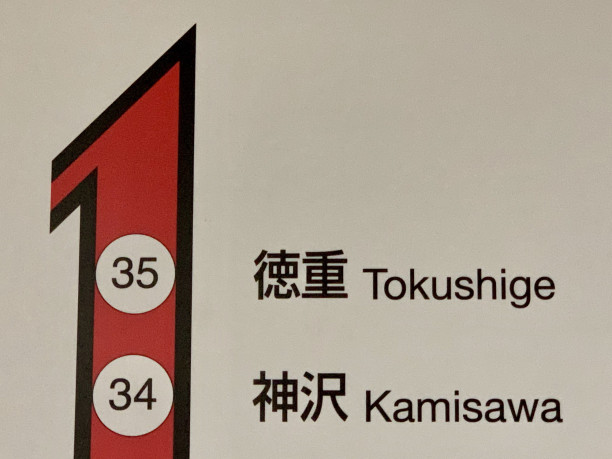 35 徳重 Tokushige
34 神沢 Kamisawa